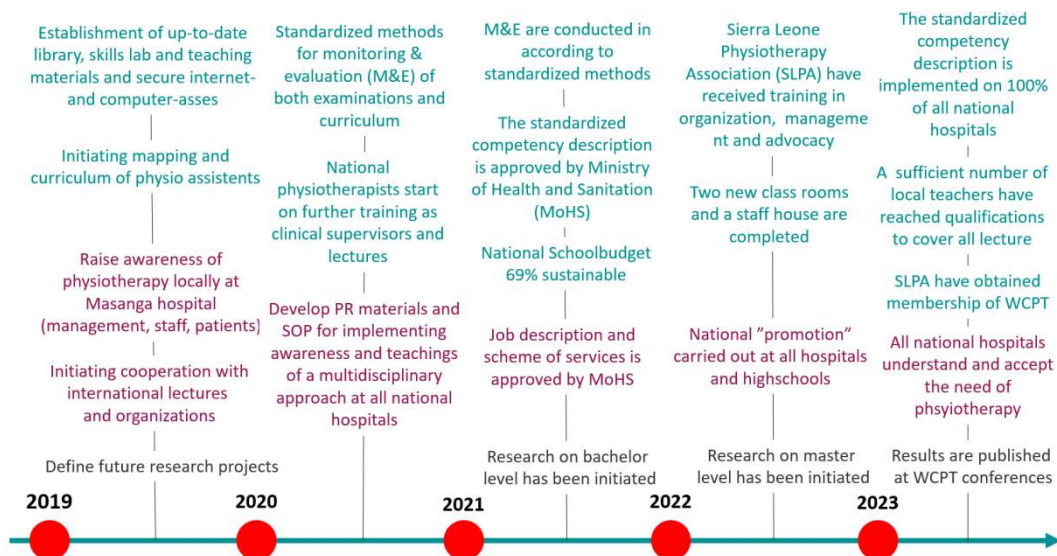 Establishment of up-to-date
library, skills lab and teaching
materials and secure internet-
and computer-asses
Initiating mapping and
curriculum of physio assistents
Raise awareness of
physiotherapy locally at
Masanga hospital
(management, staff, patients)
Initiating cooperation with
international lectures
and organizations
Define future research projects
Standardized methods
for monitoring &
evaluation (M&E) of
both examinations and
curriculum
National
physiotherapists start
on further training as
clinical supervisors and
lectures
Develop PR materials and
SOP for implementing
awareness and teachings
of a multidisciplinary
approach at all national
hospitals
M&E are conducted in
according to
standardized methods
The standardized
competency description
is approved by Ministry
of Health and Sanitation
(MoHS)
National Schoolbudget
69% sustainable
Job description and
scheme of services is
approved by MoHS
Research on bachelor
level has been initiated
Sierra Leone
Physiotherapy
Association (SLPA) have
received training in
organization, manageme
nt and advocacy
Two new class rooms
and a staff house are
completed
National ”promotion”
carried out at all hospitals
and highschools
Research on master
level has been initiated
The standardized
competency
description is
implemented on 100%
of all national
hospitals
A sufficient number of
local teachers have
reached qualifications
to cover all lecture
SLPA have obtained
membership of WCPT
All national hospitals
understand and accept
the need of
phsyiotherapy
Results are published
at WCPT conferences
2019
2020
2021
2022
2023